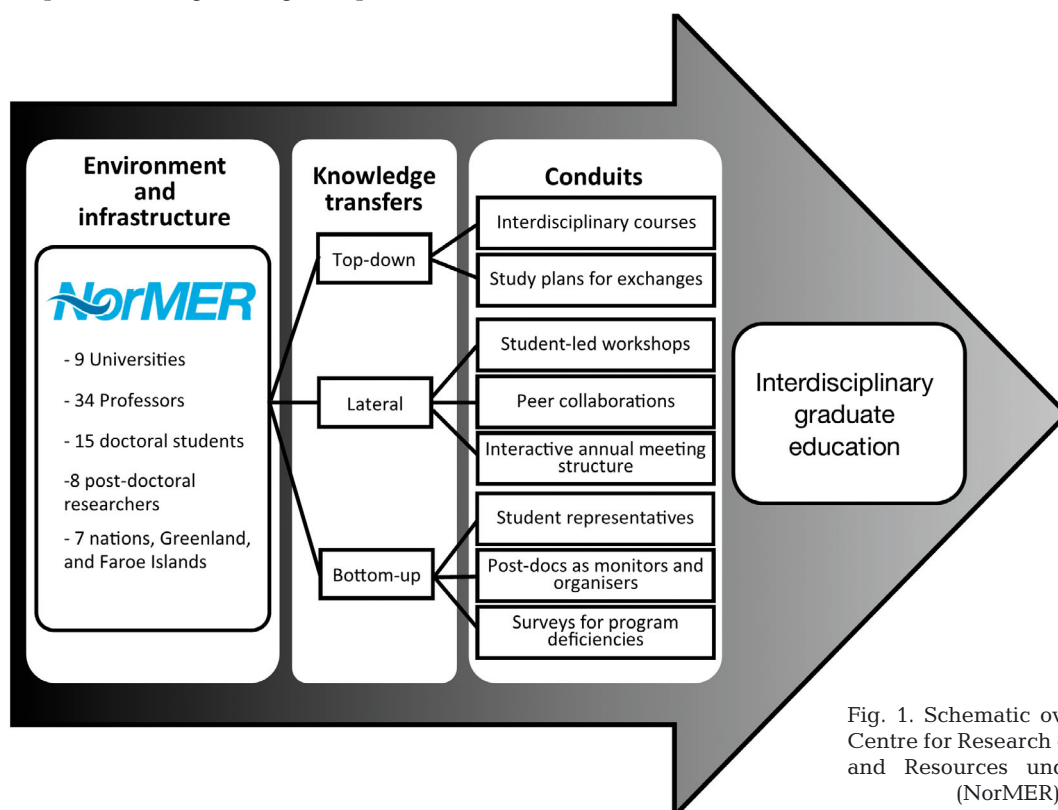 Environment
and
infrastructure
NorMER
- 9 Universities
- 34 Professors
- 15 doctoral students
-8 post-doctoral
researchers
- 7 nations, Greenland,
and Faroe Islands
Knowledge
transfers
Top-down
Lateral
Bottom-up
Conduits
Interdisciplinary courses
Study plans for exchanges
Student-led workshops
Peer collaborations
Interactive annual meeting
structure
Student representatives
Post-docs as monitors and
organisers
Surveys for program
deficiencies
Interdisciplinary
graduate
education
Fig. 1. Schematic ov
Centre for Research
and Resources und
(NorMER)